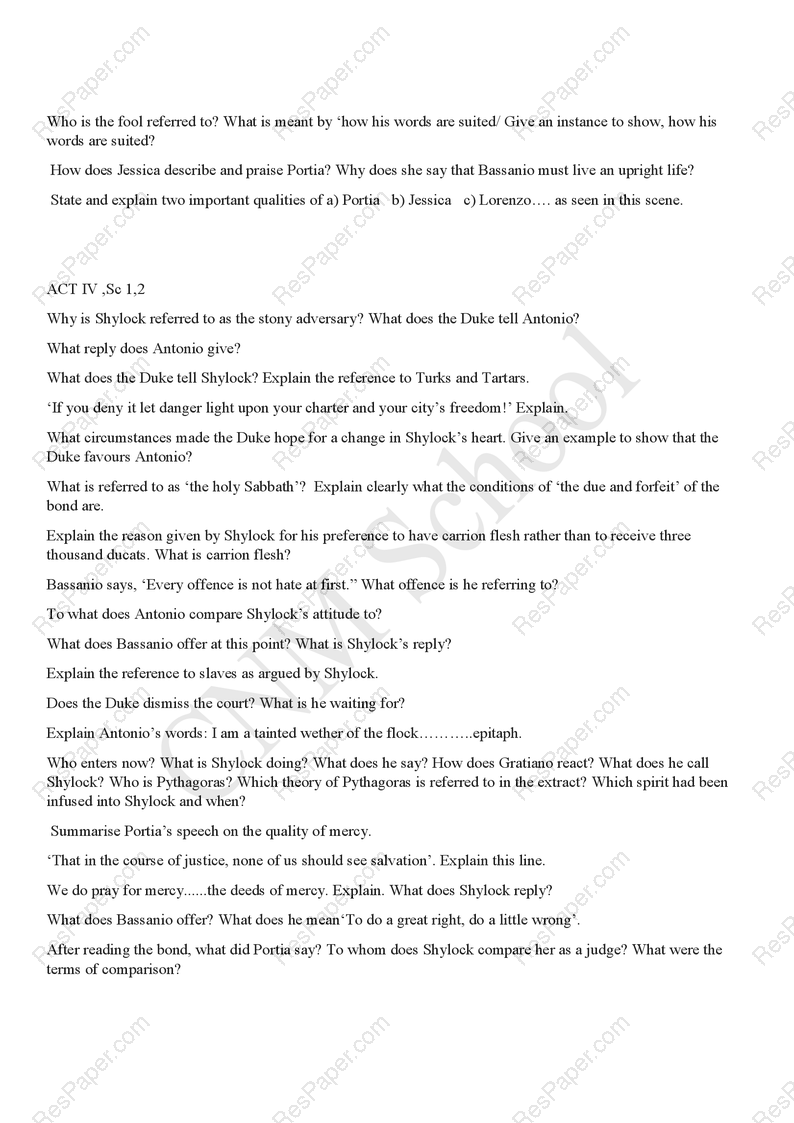 Who is the fool referred to? What is meant by ‘how his words are suited/ Give an instance to show, how his
words are suited?
How does Jessica describe and praise Portia? Why does she say that Bassanio must live an upright life?
State and explain two important qualities of a) Portia b) Jessica c) Lorenzo…. as seen in this scene.
ACT IV ,Sc 1,2
Why is Shylock referred to as the stony adversary? What does the Duke tell Antonio?
What reply does Antonio give?
What does the Duke tell Shylock? Explain the reference to Turks and Tartars.
‘If you deny it let danger light upon your charter and your city’s freedom!’ Explain.
What circumstances made the Duke hope for a change in Shylock’s heart. Give an example to show that the
Duke favours Antonio?
What is referred to as ‘the holy Sabbath’? Explain clearly what the conditions of ‘the due and forfeit’ of the
bond are.
Explain the reason given by Shylock for his preference to have carrion flesh rather than to receive three
thousand ducats. What is carrion flesh?
Bassanio says, ‘Every offence is not hate at first.” What offence is he referring to?
To what does Antonio compare Shylock’s attitude to?
What does Bassanio offer at this point? What is Shylock’s reply?
Explain the reference to slaves as argued by Shylock.
Does the Duke dismiss the court? What is he waiting for?
Explain Antonio’s words: I am a tainted wether of the flock………..epitaph.
Who enters now? What is Shylock doing? What does he say? How does Gratiano react? What does he call
Shylock? Who is Pythagoras? Which theory of Pythagoras is referred to in the extract? Which spirit had been
infused into Shylock and when?
Summarise Portia’s speech on the quality of mercy.
‘That in the course of justice, none of us should see salvation’. Explain this line.
We do pray for mercy......the deeds of mercy. Explain. What does Shylock reply?
What does Bassanio offer? What does he mean‘To do a great right, do a little wrong’.
After reading the bond, what did Portia say? To whom does Shylock compare her as a judge? What were the
terms of comparison?
CNM School
ResPaper.com